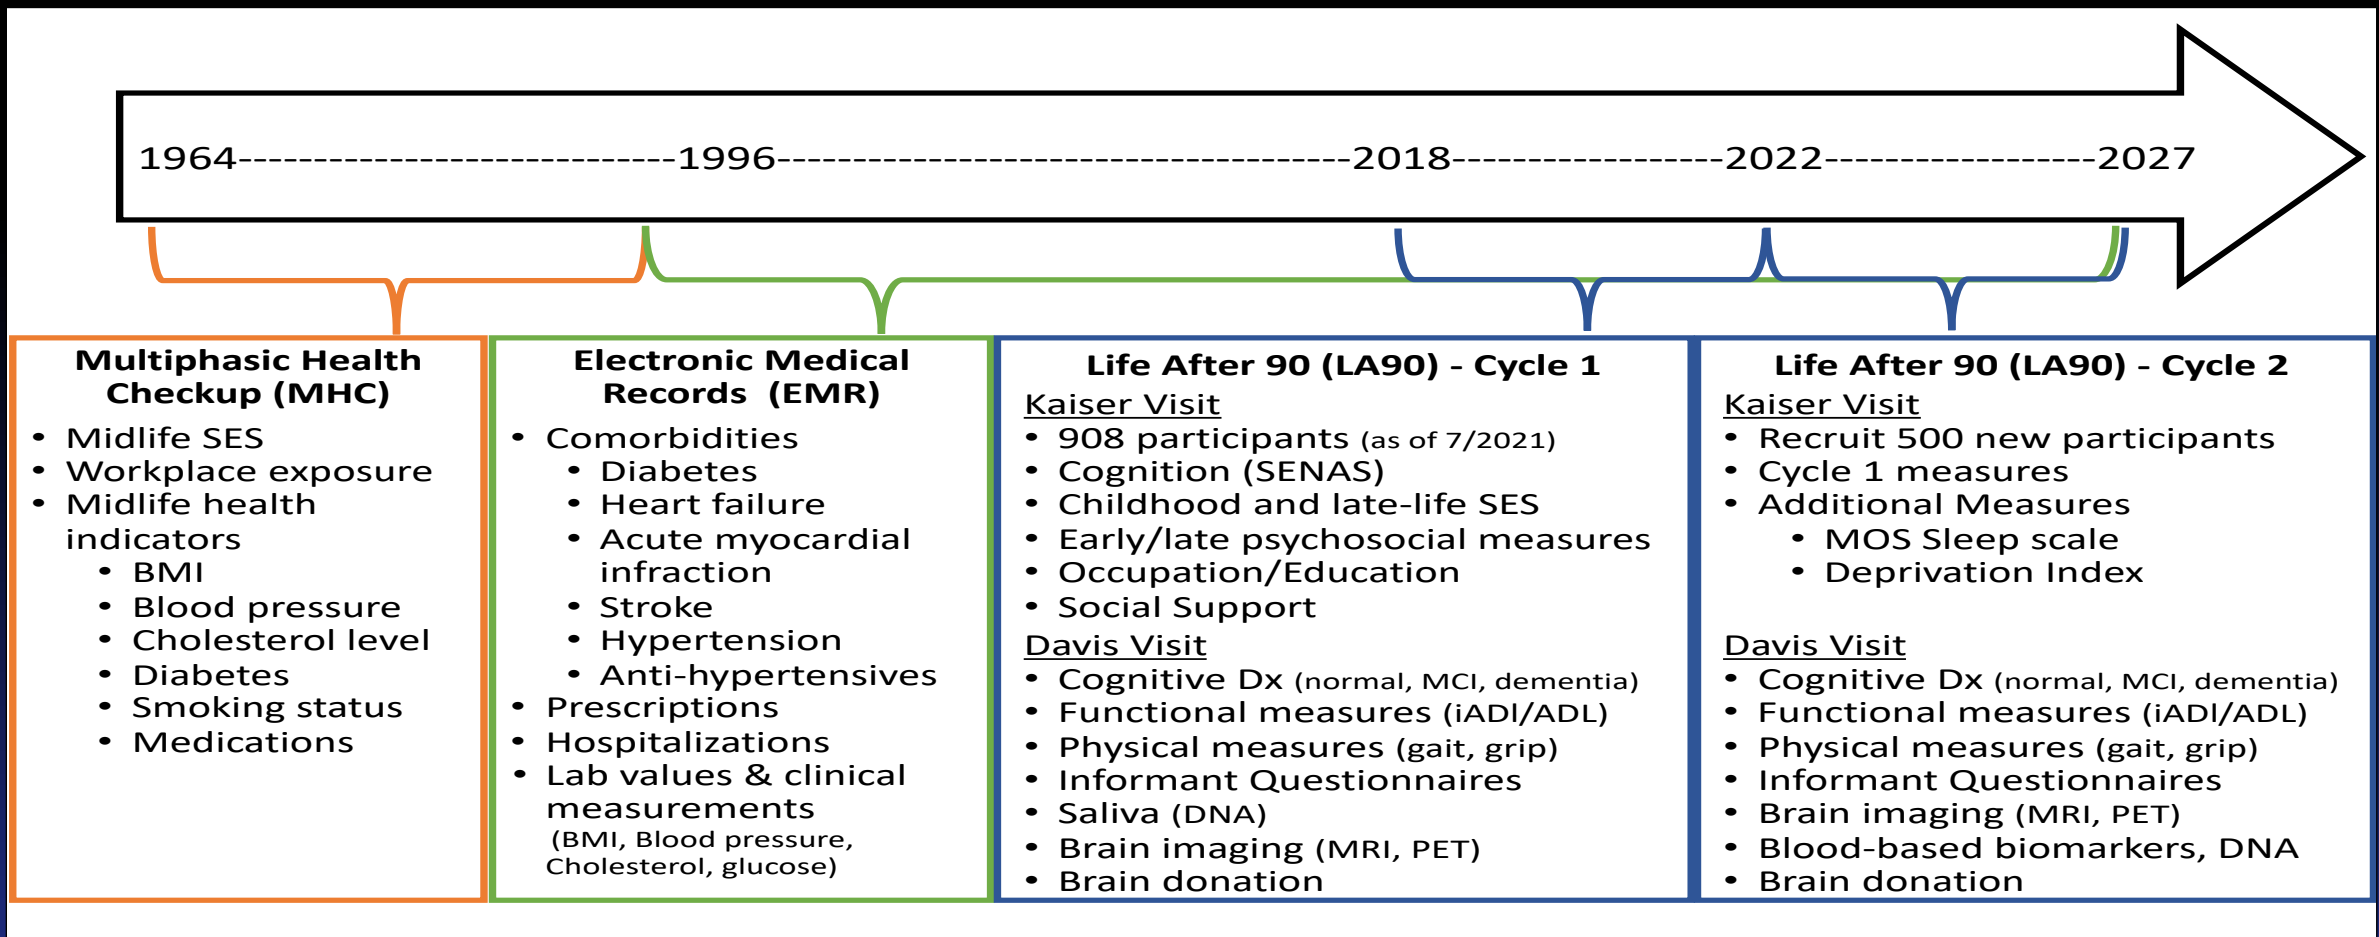 1964-----------------------------1996--------------------------------------2018------------------2022------------------2027
Multiphasic Health
Checkup (MHC)
• Midlife SES
• Workplace exposure
• Midlife health
indicators
• BMI
• Blood pressure
• Cholesterol level
• Diabetes
• Smoking status
• Medications
Electronic Medical
Records  (EMR)
• Comorbidities
• Diabetes
• Heart failure
• Acute myocardial
infraction
• Stroke
• Hypertension
• Anti-hypertensives
• Prescriptions
• Hospitalizations
• Lab values & clinical
measurements
(BMI, Blood pressure,
Cholesterol, glucose)
Life After 90 (LA90) - Cycle 1
Kaiser Visit
• 908 participants (as of 7/2021)
• Cognition (SENAS)
• Childhood and late-life SES
• Early/late psychosocial measures
• Occupation/Education
• Social Support
Davis Visit
• Cognitive Dx (normal, MCI, dementia)
• Functional measures (iADl/ADL)
• Physical measures (gait, grip)
• Informant Questionnaires
• Saliva (DNA)
• Brain imaging (MRI, PET)
• Brain donation
Life After 90 (LA90) - Cycle 2
Kaiser Visit
• Recruit 500 new participants
• Cycle 1 measures
• Additional Measures
• MOS Sleep scale
• Deprivation Index
Davis Visit
• Cognitive Dx (normal, MCI, dementia)
• Functional measures (iADl/ADL)
• Physical measures (gait, grip)
• Informant Questionnaires
• Brain imaging (MRI, PET)
• Blood-based biomarkers, DNA
• Brain donation